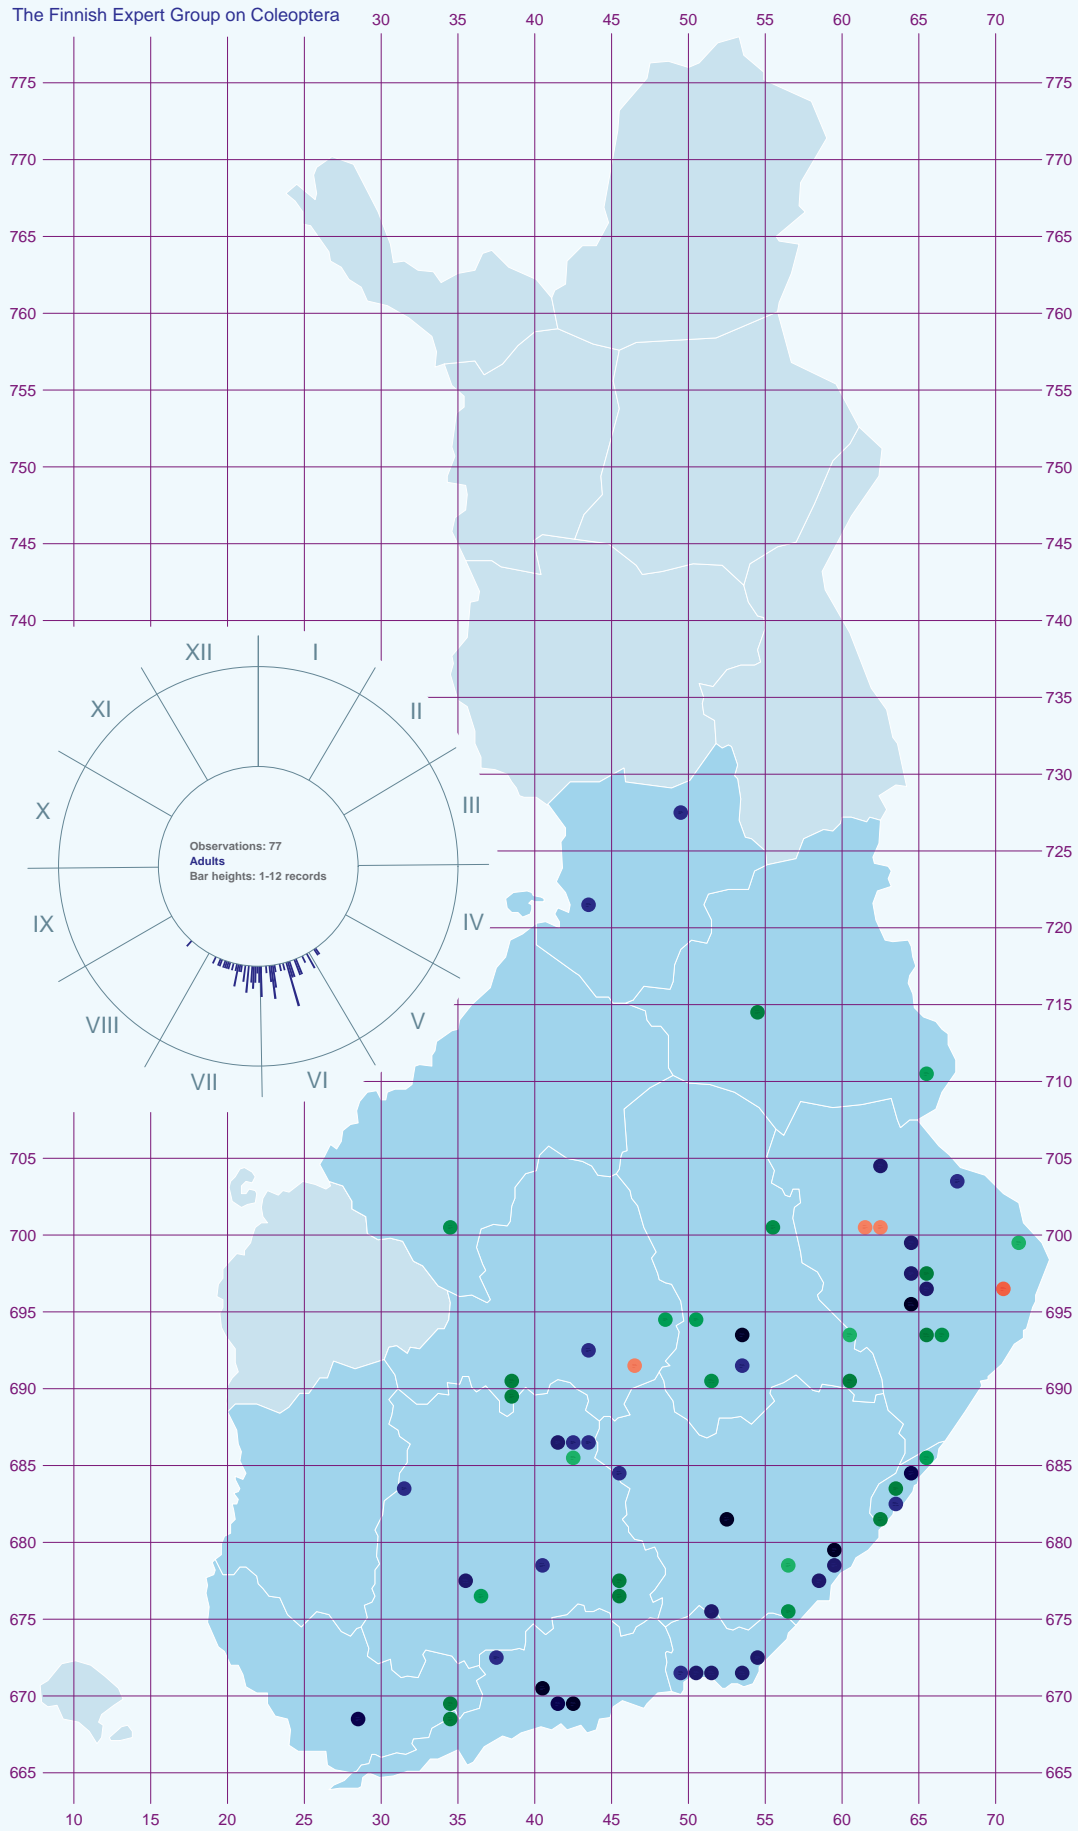 The Finnish Expert Group on Coleoptera 30 35 40 45 50 55 60 65 70
775 775
770 770
765 765
760 760
755 755
750 750
745 745
740 740
XII I
XI II 735
730
X III
Observations: 77
Adults
Bar heights: 1-12 records
725
IX IV 720
715
VIII V
VII VI
710 710
705 705
700 700
695 695
690 690
685 685
680 680
675 675
670 670
665 665
10 15 20 25 30 35 40 45 50 55 60 65 70